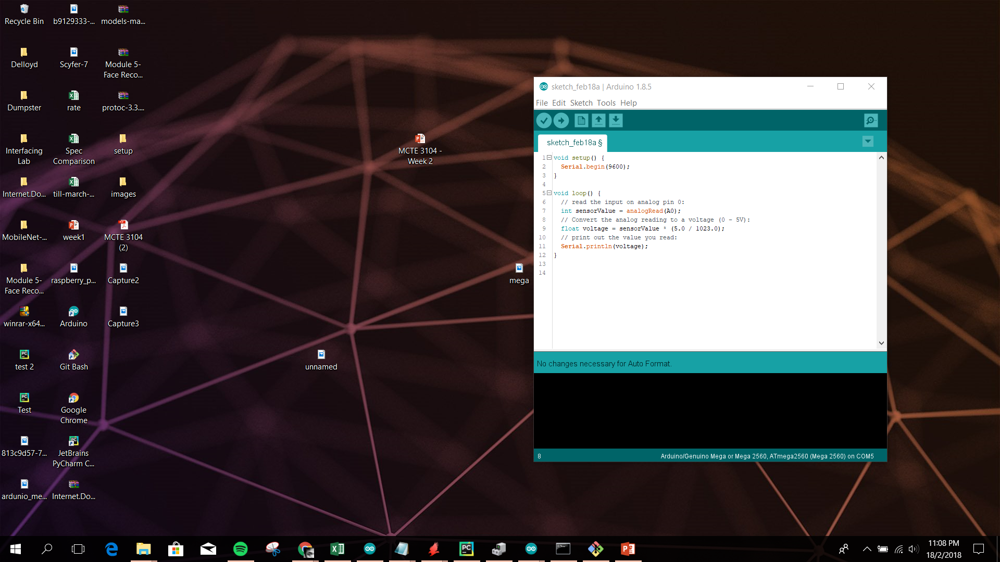 Recycle Bin
b9129333-...
models-ma...
Delloyd
Scyfer-7
Module 5-
Face Reco...
Dumpster
rate
protoc-3.3....
Interfacing
Lab
Spec
Comparison
setup
MCTE 3104 -
Week 2
Internet.Do...
till-march-...
images
MobileNet-...
week1
MCTE 3104
(2)
Module 5-
Face Reco...
raspberry_p...
Capture2
mega
winrar-x64...
Arduino
Capture3
test 2
Git Bash
unnamed
Test
Google
Chrome
813c9d57-7...
JetBrains
PyCharm C...
ardunio_me...
Internet.Do...
sketch_feb18a | Arduino 1.8.5
File Edit Sketch Tools Help
sketch_feb18a §
1 void setup() {
2 Serial.begin(9600);
3 }
4
5 void loop() {
6 // read the input on analog pin 0:
7 int sensorValue = analogRead(A0);
8 // Convert the analog reading to a voltage (0 - 5V):
9 float voltage = sensorValue * (5.0 / 1023.0);
10 // print out the value you read:
11 Serial.println(voltage);
12 }
13
14
No changes necessary for Auto Format.
8 Arduino/Genuino Mega or Mega 2560, ATmega2560 (Mega 2560) on COM5
11:08 PM
18/2/2018